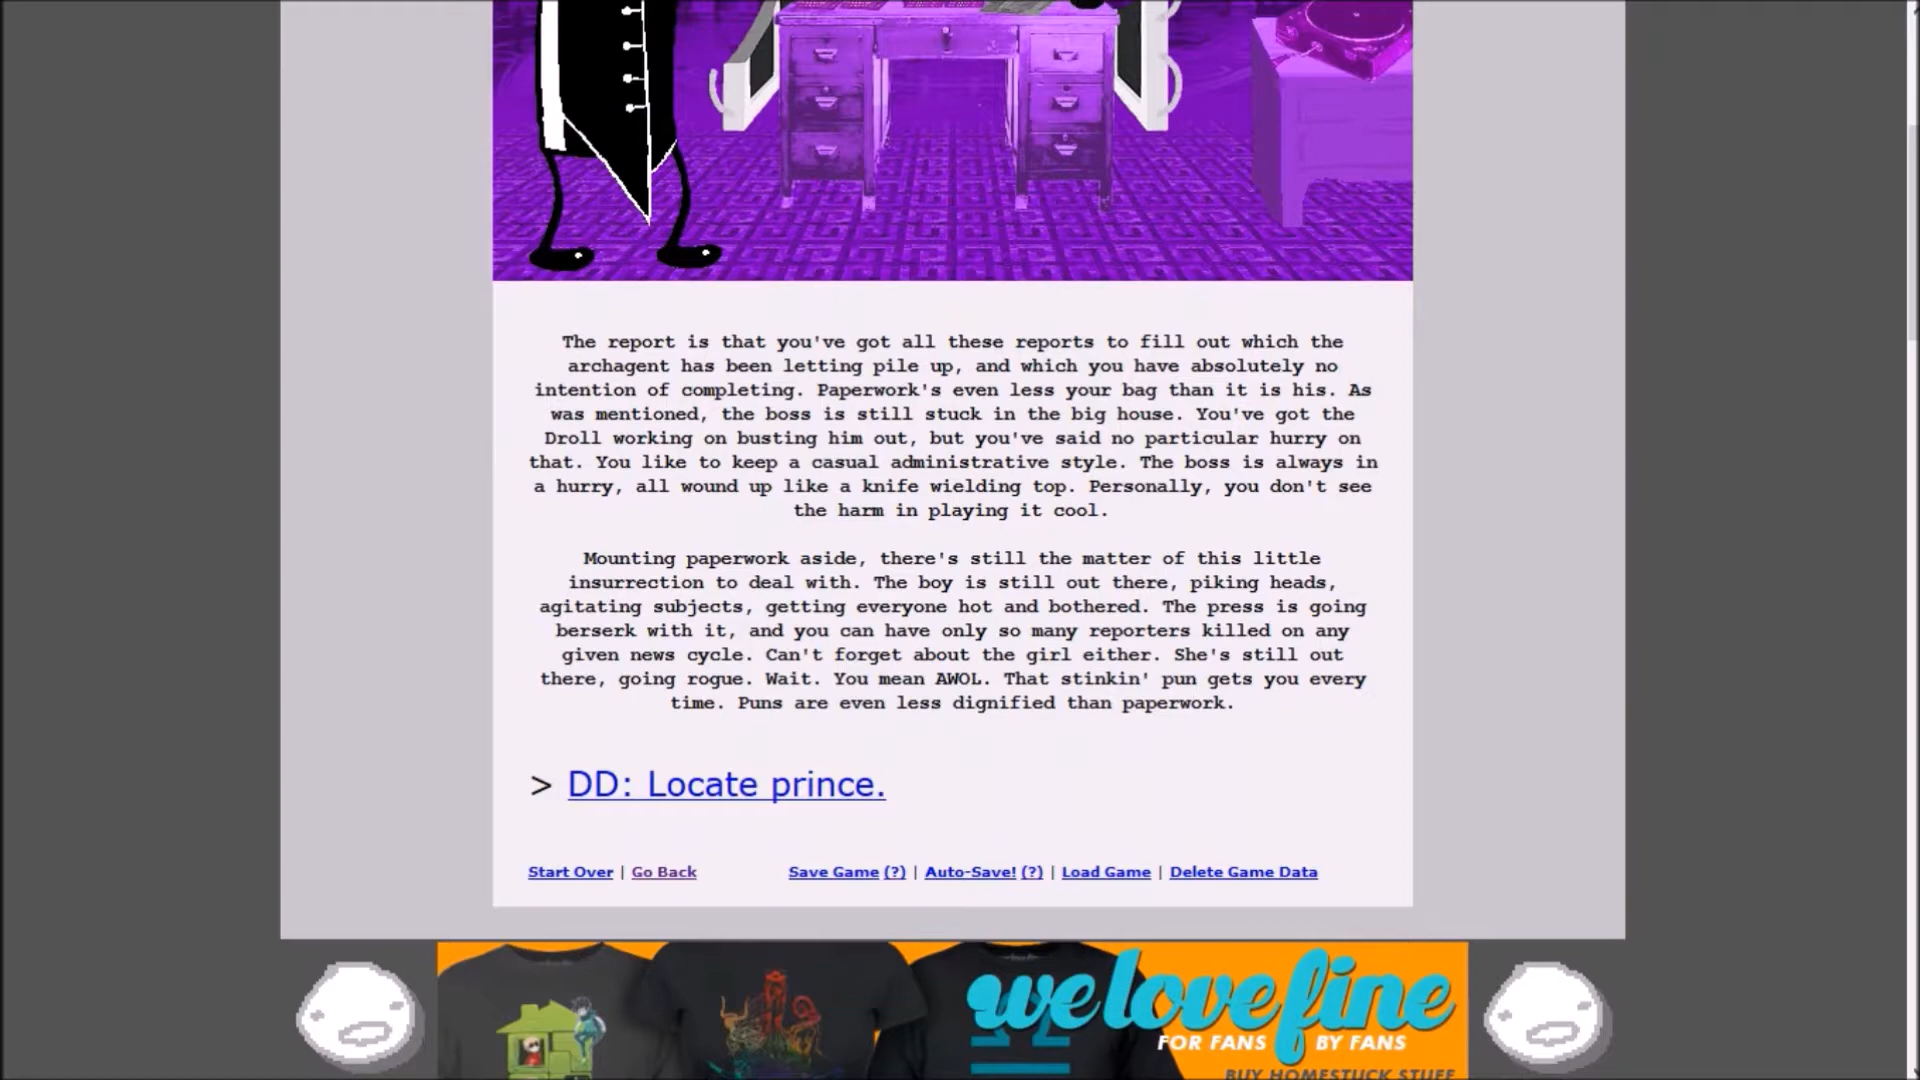 The report is that you've got all these reports to fill out which the
archagent has been letting pile up, and which you have absolutely no
intention of completing. Paperwork's even less your bag than it is his. As
was mentioned, the boss is still stuck in the big house. You've got the
Droll working on busting him out, but you've said no particular hurry on
that. You like to keep a casual administrative style. The boss is always in
a hurry, all wound up like a knife wielding top. Personally, you don't see
the harm in playing it cool.
Mounting paperwork aside, there's still the matter of this little
insurrection to deal with. The boy is still out there, piking heads,
agitating subjects, getting everyone hot and bothered. The press is going
berserk with it, and you can have only so many reporters killed on any
given news cycle. Can't forget about the girl either. She's still out
there, going rogue. Wait. You mean AWOL. That stinkin' pun gets you every
time. Puns are even less dignified than paperwork.
> DD: Locate prince.
Start Over | Go Back Save Game (?) | Auto-Save! (?) | Load Game | Delete Game Data
welovefine
FOR FANS BY FANS
BUY HOMESTUCK STUFF